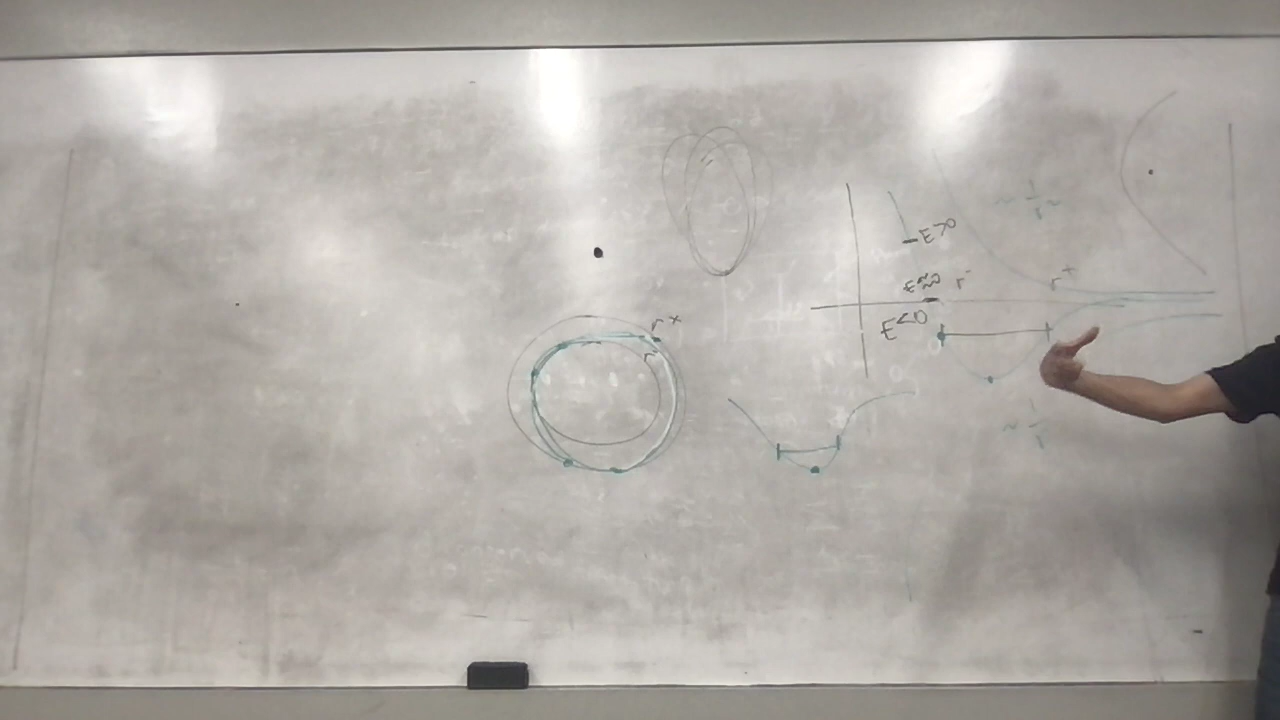 ~ 1/r²
E>0
E≈0 r⁻ r⁺
E<0
r⁺
r⁻
~ 1/r